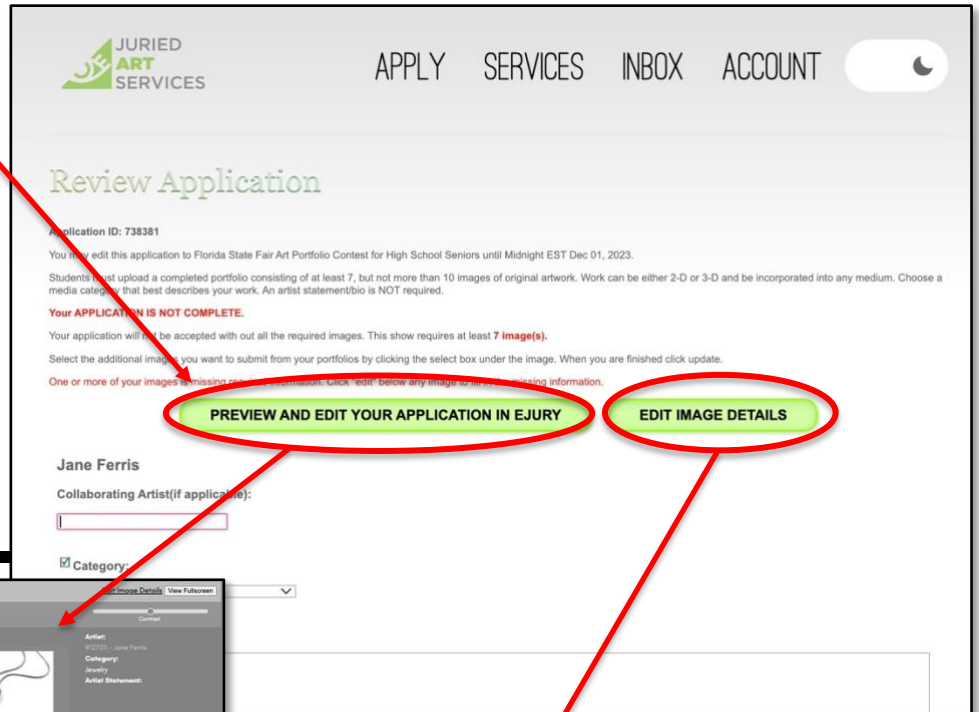 JURIED
ART
SERVICES
APPLY SERVICES INBOX ACCOUNT
Review Application
Application ID: 738381
You may edit this application to Florida State Fair Art Portfolio Contest for High School Seniors until Midnight EST Dec 01, 2023.
Students must upload a completed portfolio consisting of at least 7, but not more than 10 images of original artwork. Work can be either 2-D or 3-D and be incorporated into any medium. Choose a
media category that best describes your work. An artist statement/bio is NOT required.
Your APPLICATION IS NOT COMPLETE.
Your application will not be accepted with out all the required images. This show requires at least 7 image(s).
Select the additional images you want to submit from your portfolios by clicking the select box under the image. When you are finished click update.
One or more of your images is missing required information. Click "edit" below any image to fill in the missing information.
PREVIEW AND EDIT YOUR APPLICATION IN EJURY EDIT IMAGE DETAILS
Jane Ferris
Collaborating Artist(if applicable):
Category:
Edit Image Details View Fullscreen
Contrast
Artist:
Jane Ferris
Category:
Jewelry
Artist Statement: